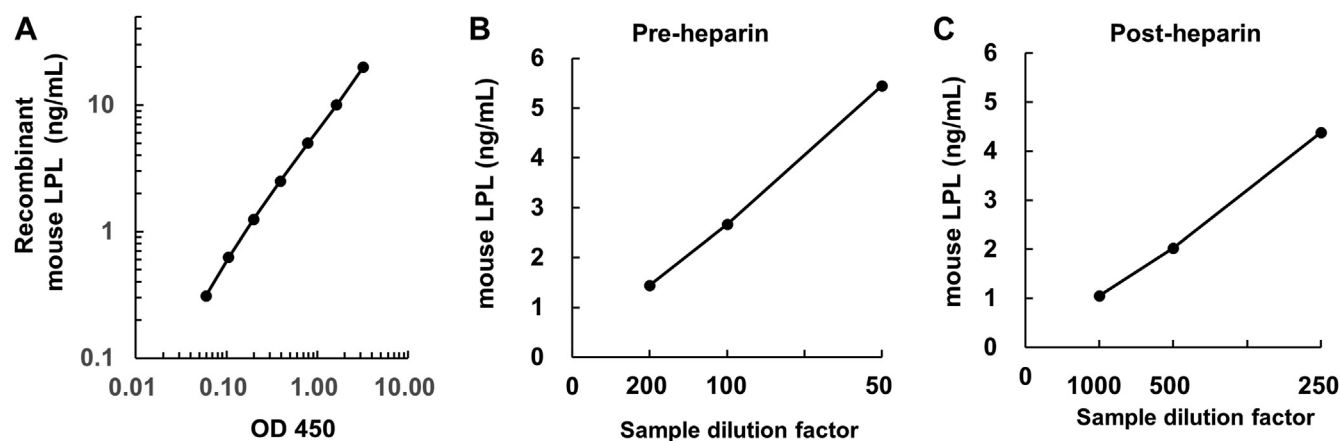 A
Recombinant
mouse LPL (ng/mL)
10
1
0.1
0.01
0.10
1.00
10.00
OD 450
B
Pre-heparin
mouse LPL (ng/mL)
6
5
4
3
2
1
0
0
200
100
50
Sample dilution factor
C
Post-heparin
mouse LPL (ng/mL)
6
5
4
3
2
1
0
0
1000
500
250
Sample dilution factor